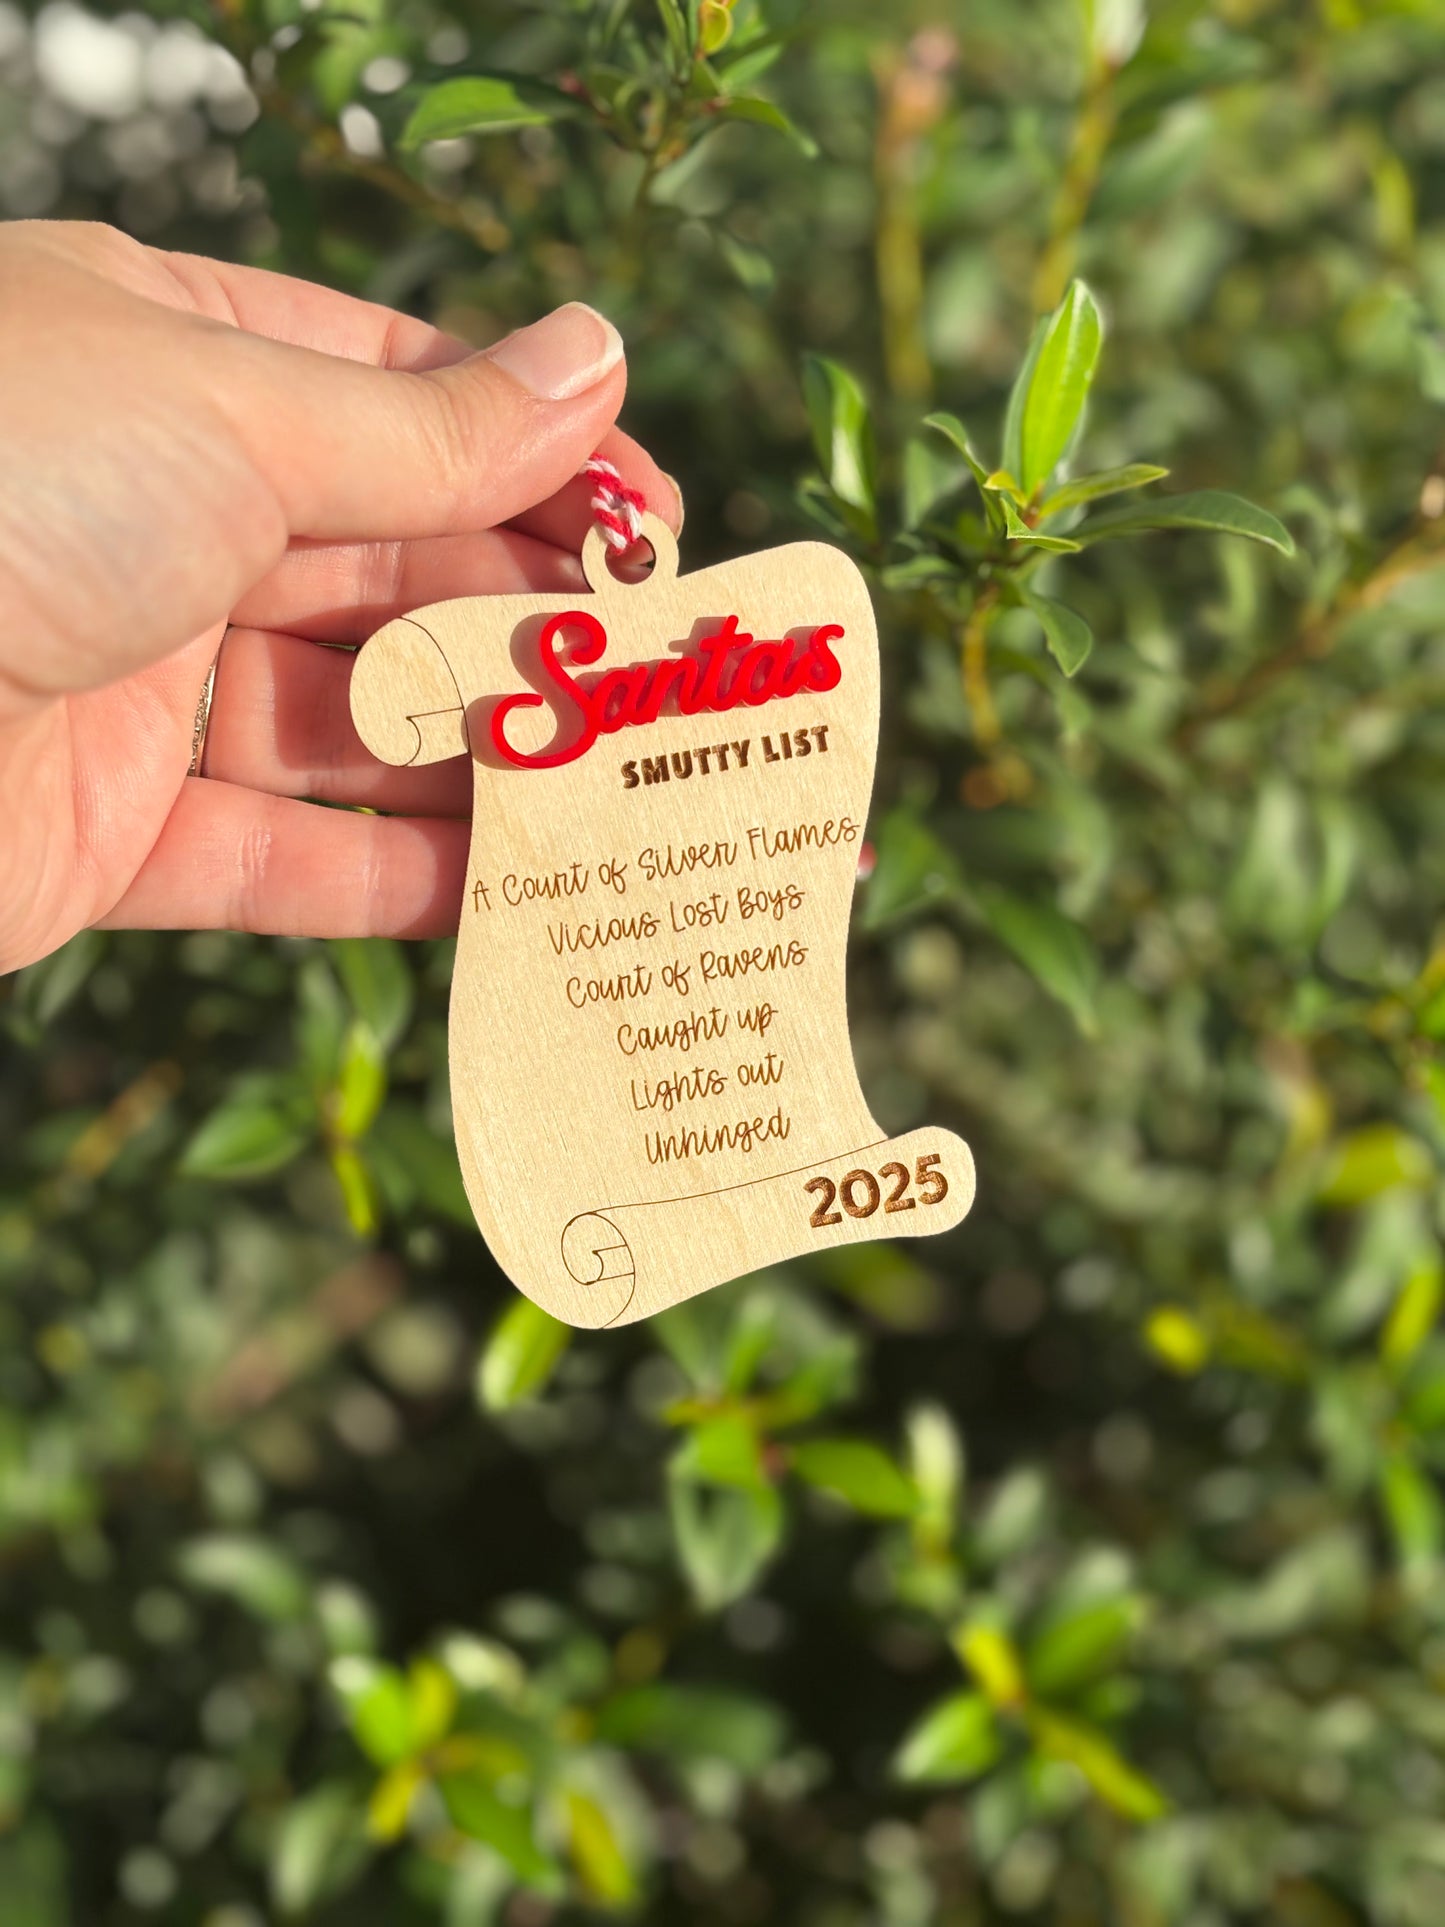 Santas
SMUTTY LIST
A Court of Silver Flames
Vicious Lost Boys
Court of Ravens
Caught up
Lights out
Unhinged
2025